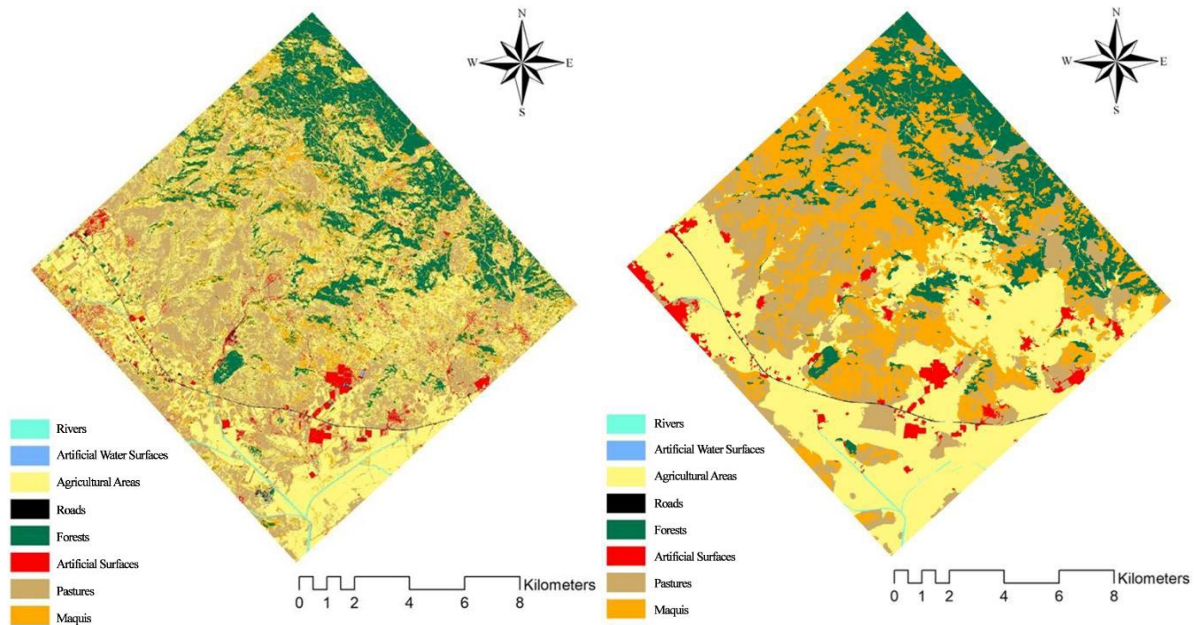 N
W E
S
Rivers
Artificial Water Surfaces
Agricultural Areas
Roads
Forests
Artificial Surfaces
Pastures
Maquis
Kilometers
0 1 2 4 6 8
N
W E
S
Rivers
Artificial Water Surfaces
Agricultural Areas
Roads
Forests
Artificial Surfaces
Pastures
Maquis
Kilometers
0 1 2 4 6 8